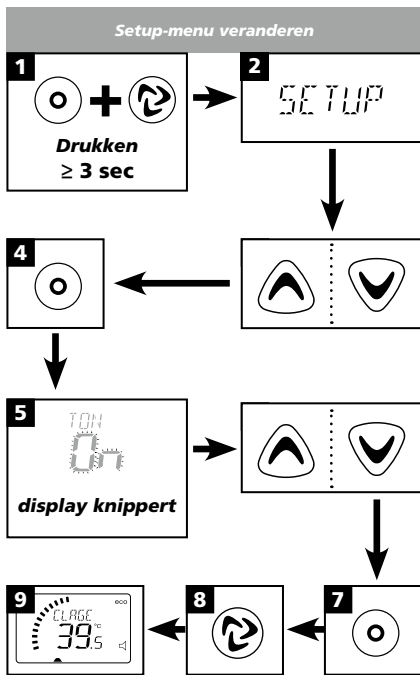 Setup-menu veranderen
1
2
Drukken
≥ 3 sec
SETUP
4
5
TON
On
display knippert
9
8
7
eco
CLAGE
39.5 °C